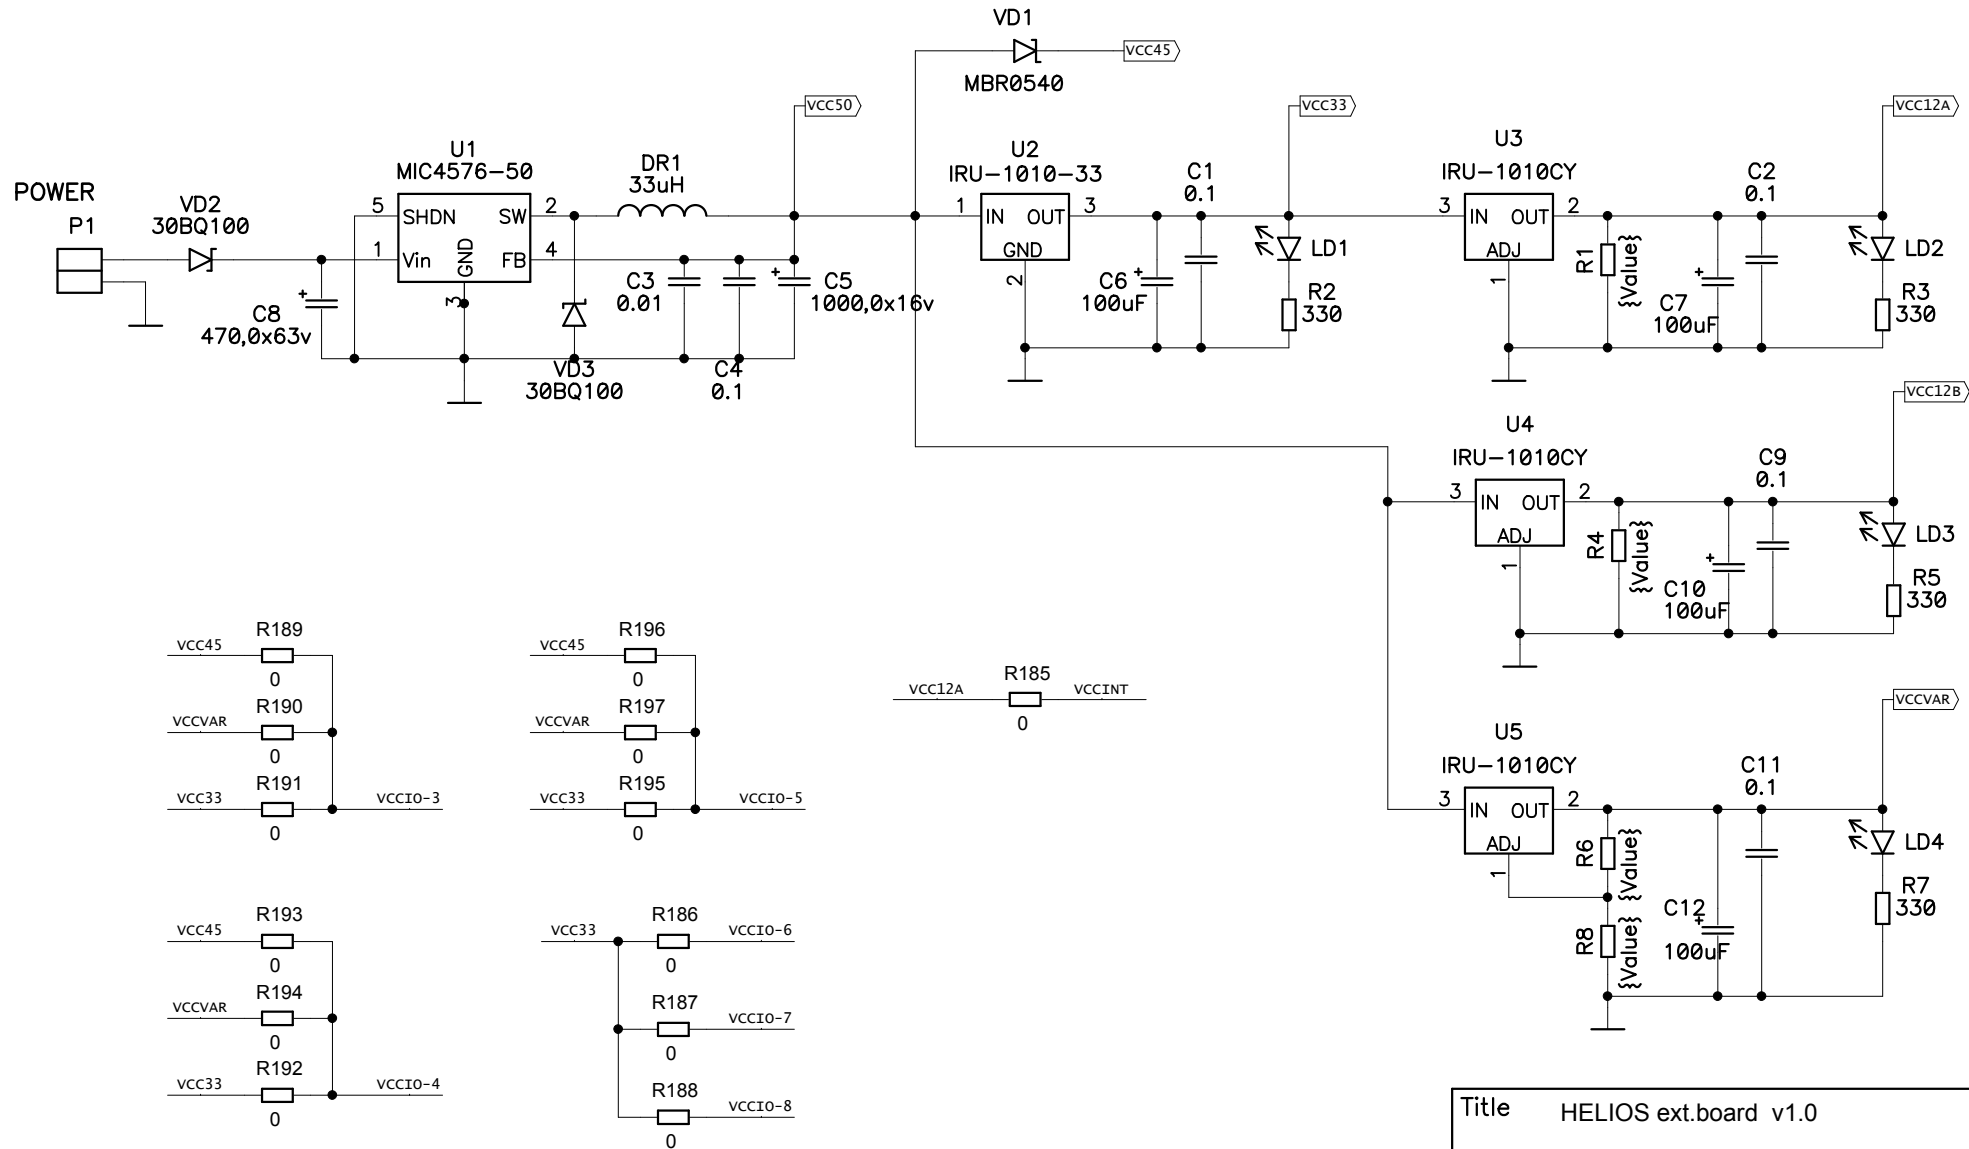 VD1
VCC45
MBR0540
VCC50
VCC33
VCC12A
U1
MIC4576-50
DR1
33uH
U2
IRU-1010-33
C1
0.1
U3
IRU-1010CY
C2
0.1
POWER
P1
VD2
30BQ100
5 SHDN SW 2
1 Vin GND FB 4
3
C8
470,0x63v
VD3
30BQ100
C3
0.01
C4
0.1
+ C5
1000,0x16v
1 IN OUT 3
GND
2
C6 +
100uF
LD1
R2
330
3 IN OUT 2
ADJ
1
R1
{Value}
C7 +
100uF
LD2
R3
330
VCC12B
U4
IRU-1010CY
C9
0.1
3 IN OUT 2
ADJ
1
R4
{Value}
+
C10
100uF
LD3
R5
330
VCCVAR
U5
IRU-1010CY
C11
0.1
3 IN OUT 2
ADJ
1
R6
{Value}
R8
{Value}
C12
+
100uF
LD4
R7
330
R189
VCC45
0
R190
VCCVAR
0
R191
VCC33 VCCIO-3
0
R196
VCC45
0
R197
VCCVAR
0
R195
VCC33 VCCIO-5
0
R185
VCC12A VCCINT
0
R193
VCC45
0
R194
VCCVAR
0
R192
VCC33 VCCIO-4
0
R186
VCC33 VCCIO-6
0
R187
VCCIO-7
0
R188
VCCIO-8
0
Title HELIOS ext.board v1.0